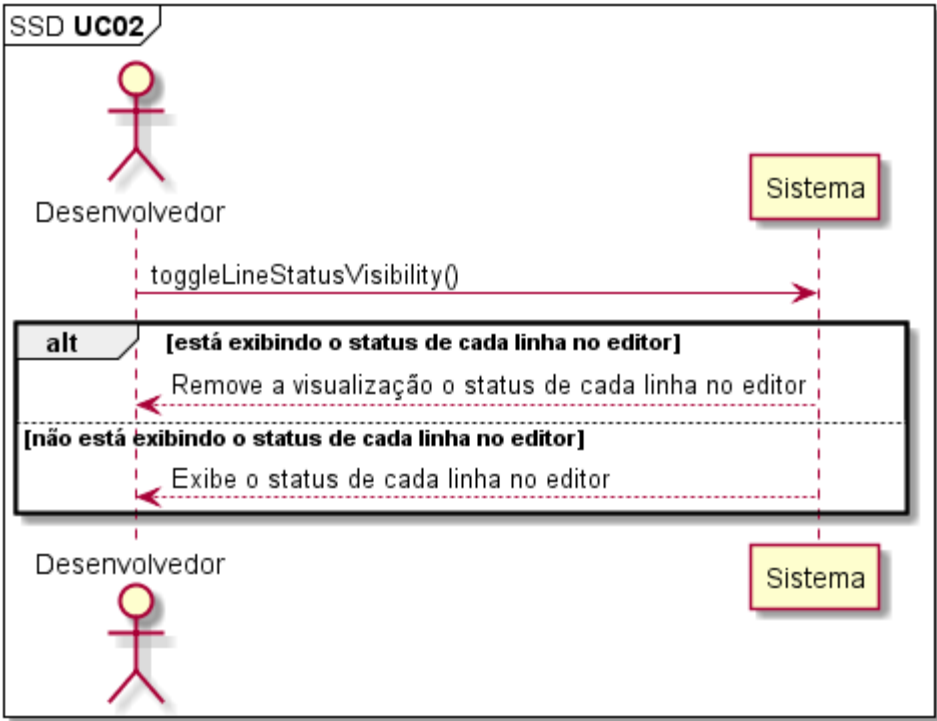 SSD UC02
Desenvolvedor
Sistema
toggleLineStatusVisibility()
alt
[está exibindo o status de cada linha no editor]
Remove a visualização o status de cada linha no editor
[não está exibindo o status de cada linha no editor]
Exibe o status de cada linha no editor
Desenvolvedor
Sistema